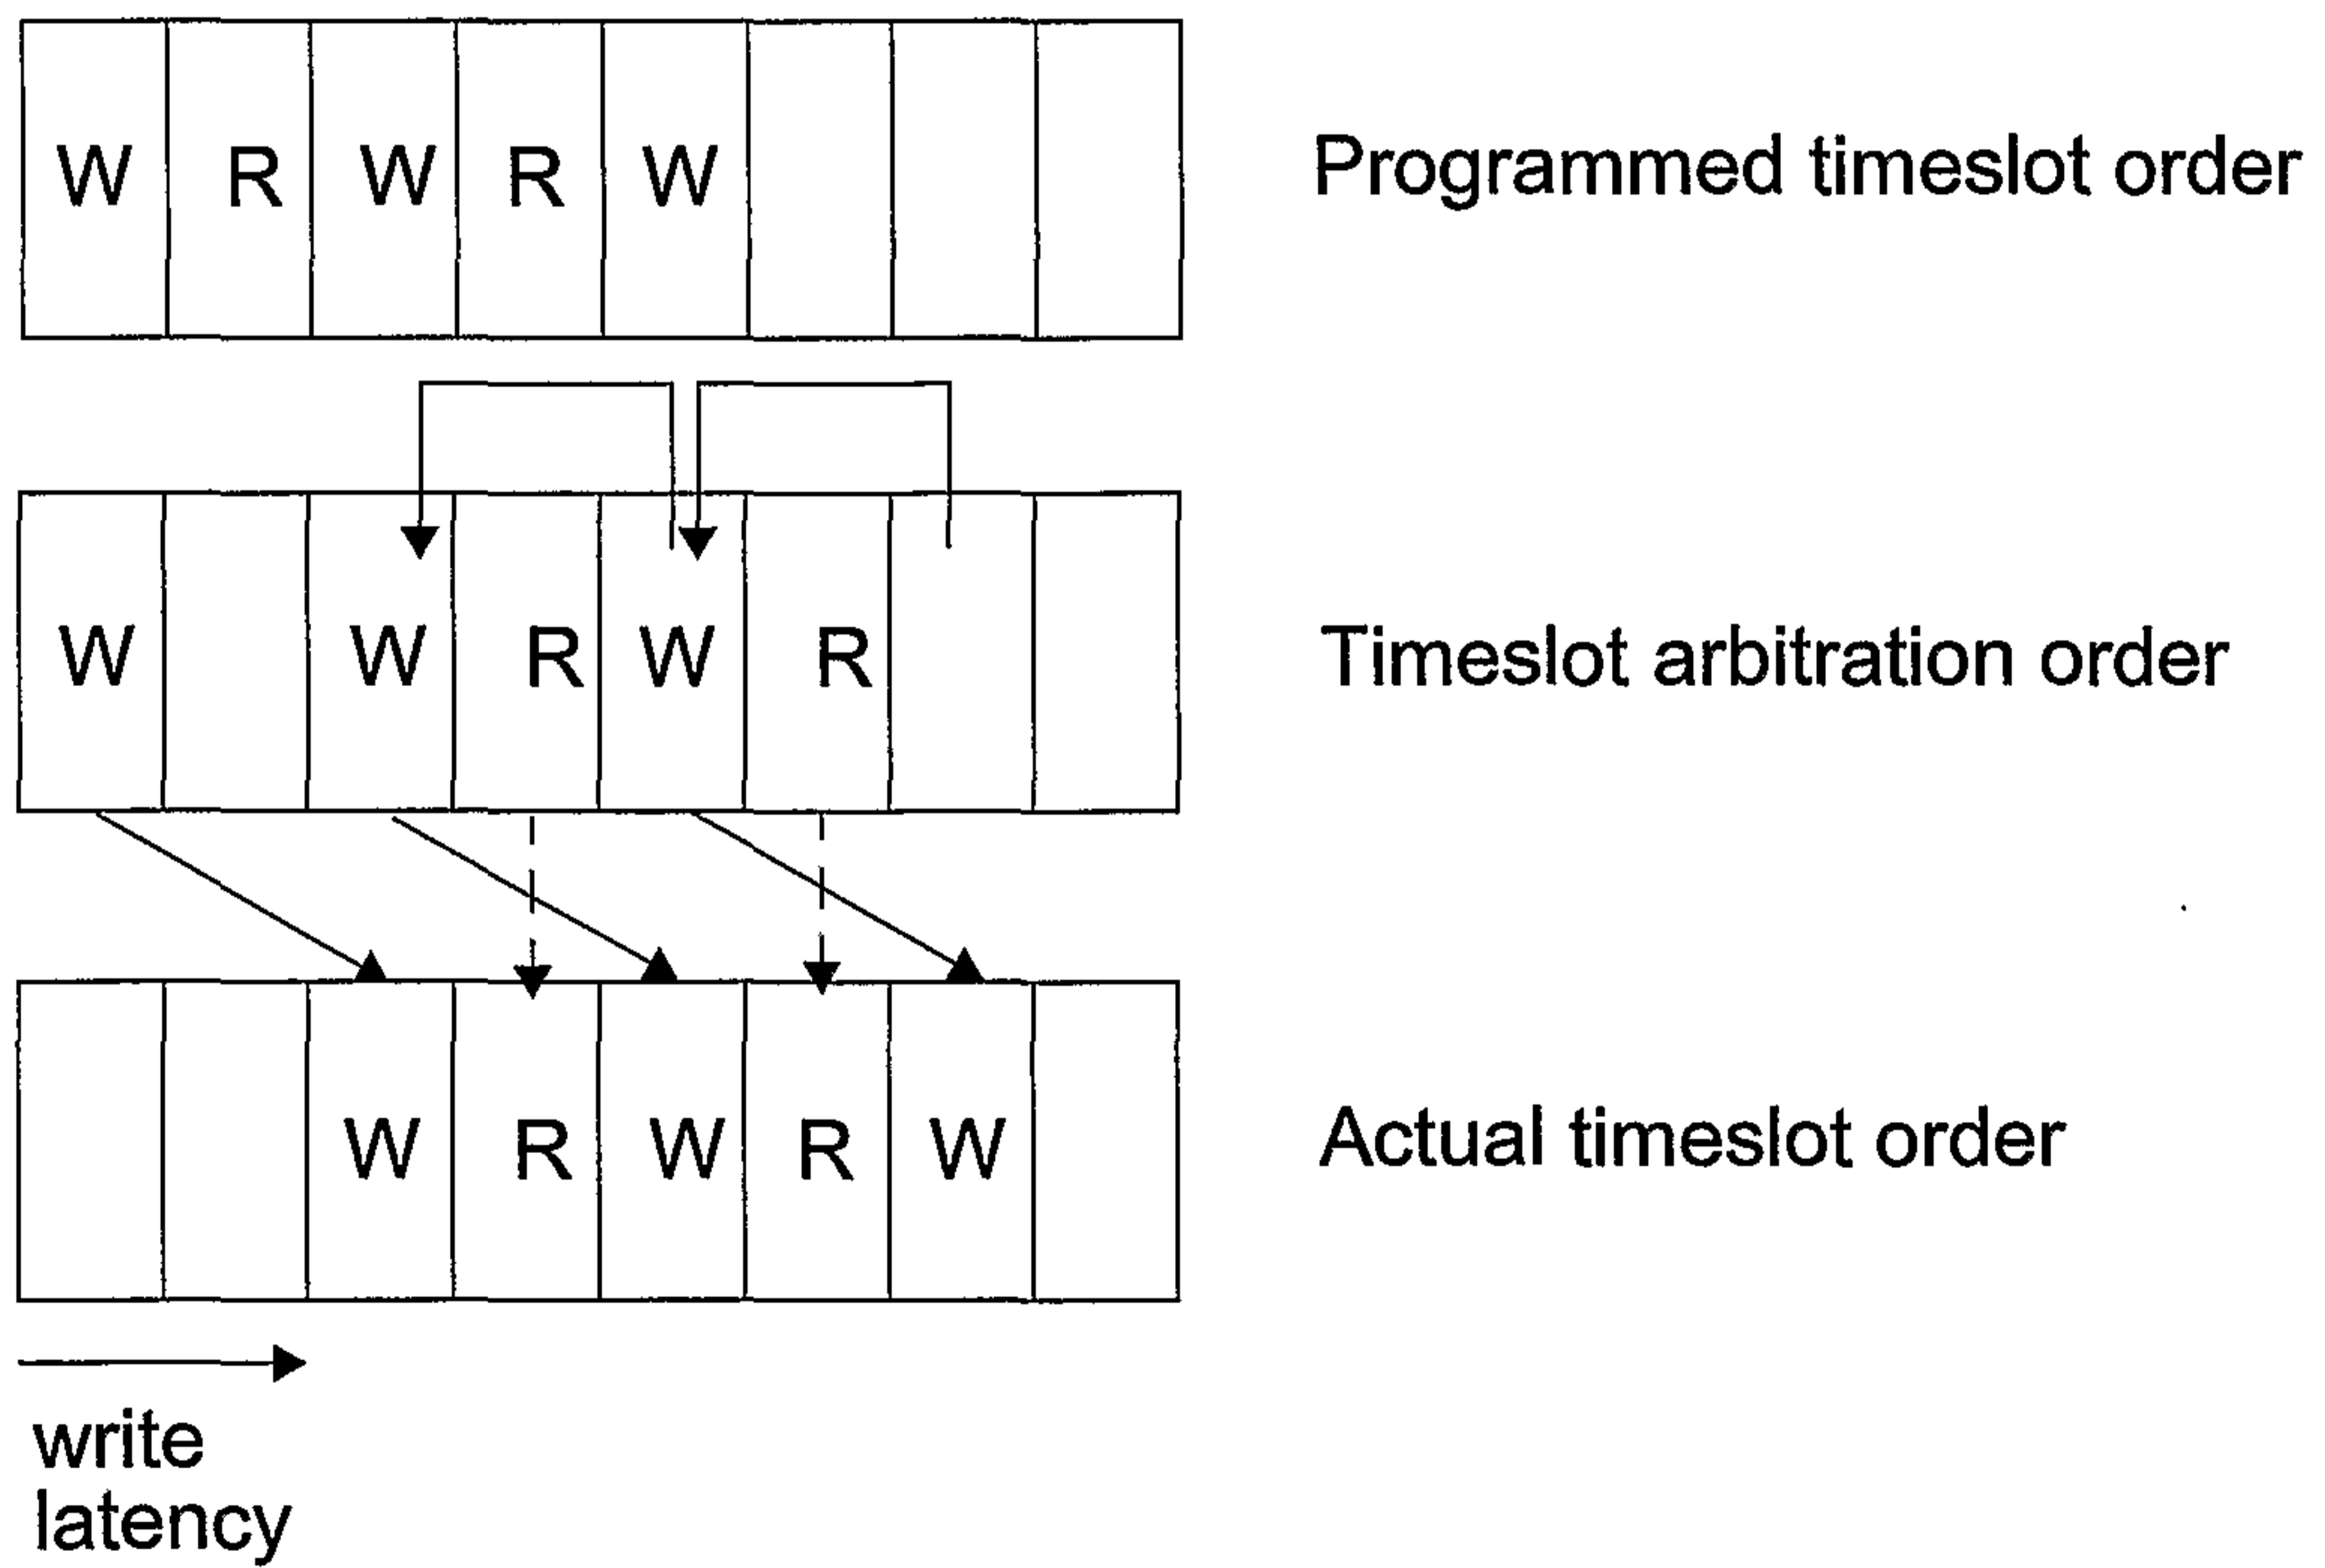 W R W R W Programmed timeslot order
W W R W R Timeslot arbitration order
W R W R W Actual timeslot order
write
latency